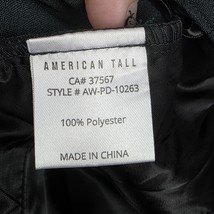 AMERICAN TALL
CA# 37567
STYLE # AW-PD-10263
100% Polyester
MADE IN CHINA